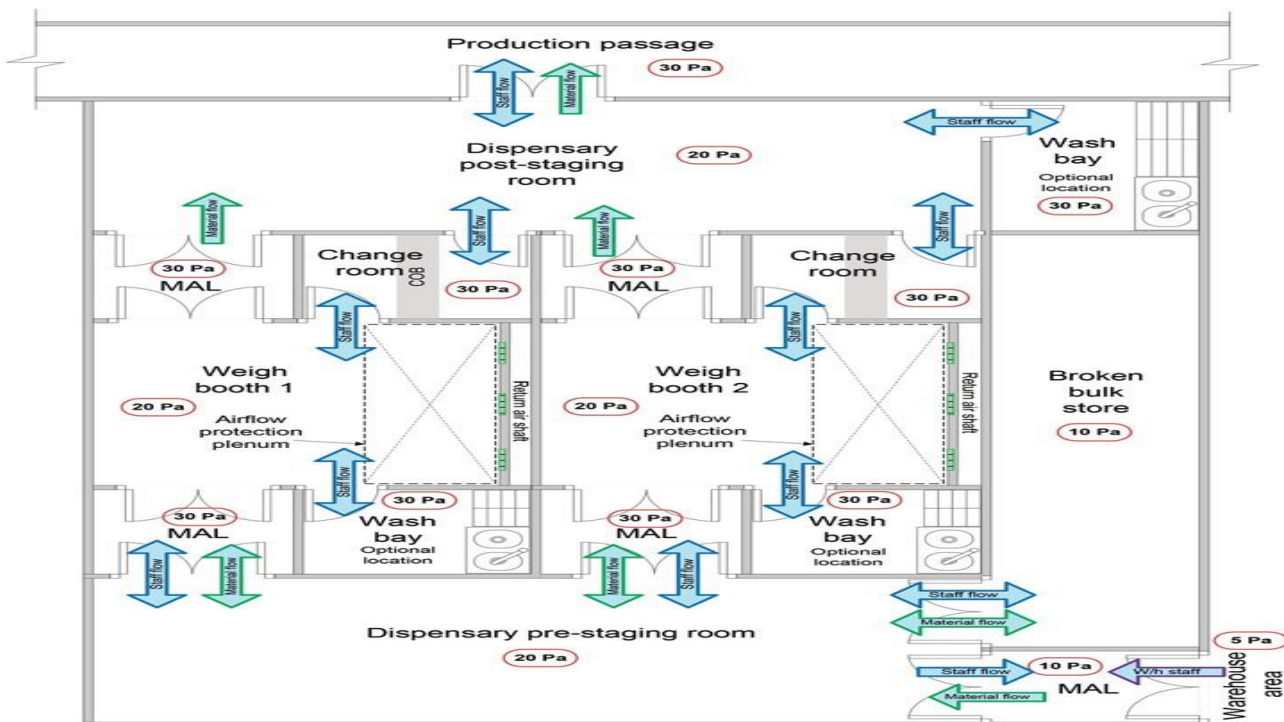 Production passage
30 Pa
Staff flow
Material flow
Staff flow
Dispensary
post-staging
room
20 Pa
Wash
bay
Optional
location
30 Pa
Material flow
Staff flow
Material flow
Staff flow
30 Pa
MAL
Change
room
COB
30 Pa
30 Pa
MAL
Change
room
30 Pa
Staff flow
Staff flow
Weigh
booth 1
20 Pa
Airflow
protection
plenum
Return air shaft
Weigh
booth 2
20 Pa
Airflow
protection
plenum
Return air shaft
Broken
bulk
store
10 Pa
Staff flow
Staff flow
30 Pa
MAL
30 Pa
Wash
bay
Optional
location
30 Pa
MAL
30 Pa
Wash
bay
Optional
location
Staff flow
Material flow
Material flow
Staff flow
Staff flow
Material flow
Dispensary pre-staging room
20 Pa
Staff flow
10 Pa
W/h staff
Material flow
MAL
5 Pa
Warehouse
area